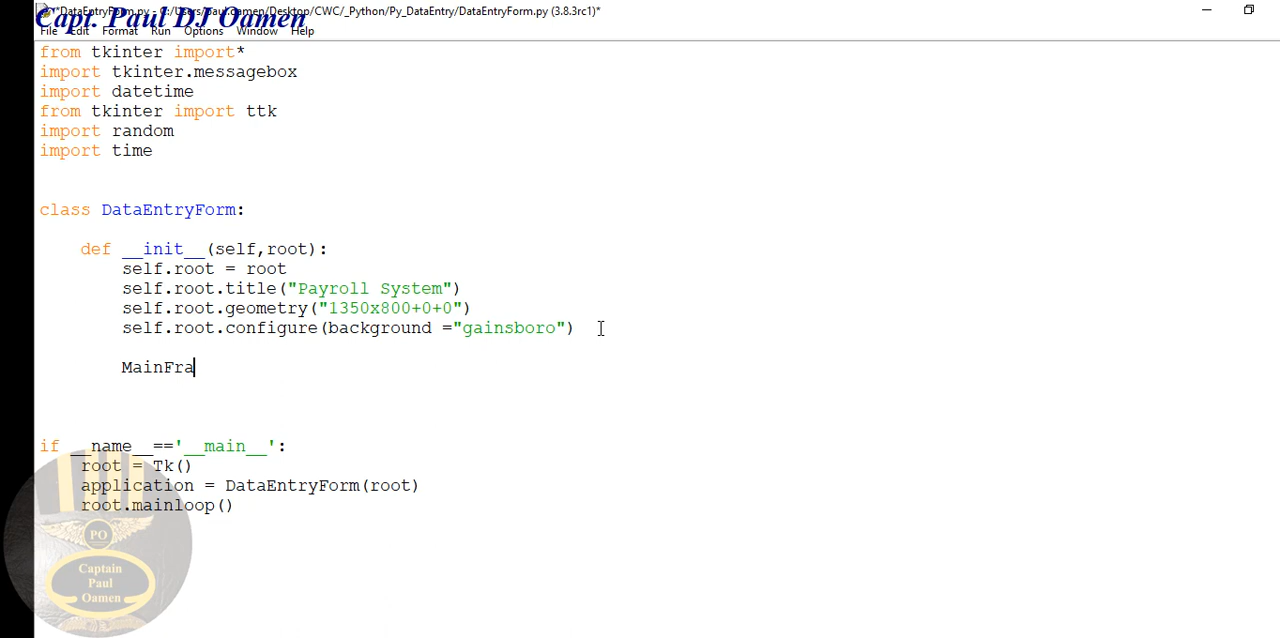 *DataEntryForm.py - C:/Users/paul.oamen/Desktop/CWC/_Python/Py_DataEntry/DataEntryForm.py (3.8.3rc1)*
Capt. Paul DJ Oamen
File Edit Format Run Options Window Help
from tkinter import*
import tkinter.messagebox
import datetime
from tkinter import ttk
import random
import time
class DataEntryForm:
def __init__(self,root):
self.root = root
self.root.title("Payroll System")
self.root.geometry("1350x800+0+0")
self.root.configure(background ="gainsboro")
MainFra
if __name__=='__main__':
root = Tk()
application = DataEntryForm(root)
root.mainloop()
PO
Captain
Paul
Oamen